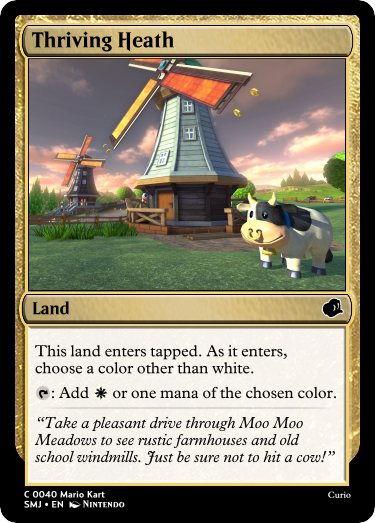 Thriving Heath
Land
This land enters tapped. As it enters,
choose a color other than white.
: Add or one mana of the chosen color.
“Take a pleasant drive through Moo Moo
Meadows to see rustic farmhouses and old
school windmills. Just be sure not to hit a cow!”
C 0040 Mario Kart
SMJ • EN Nintendo
Curio